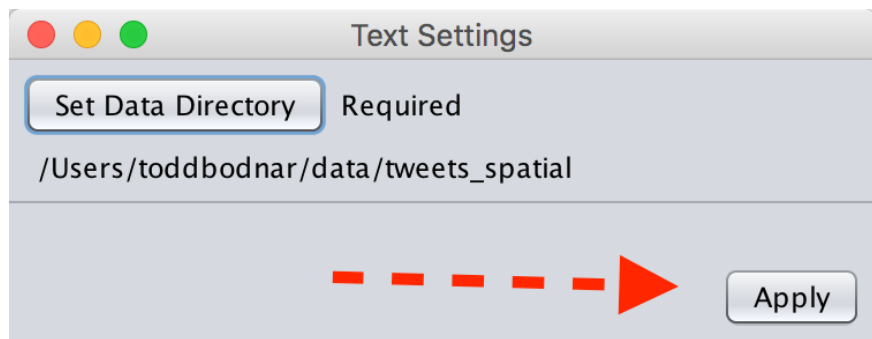 Text Settings
Set Data Directory Required
/Users/toddbodnar/data/tweets_spatial
Apply